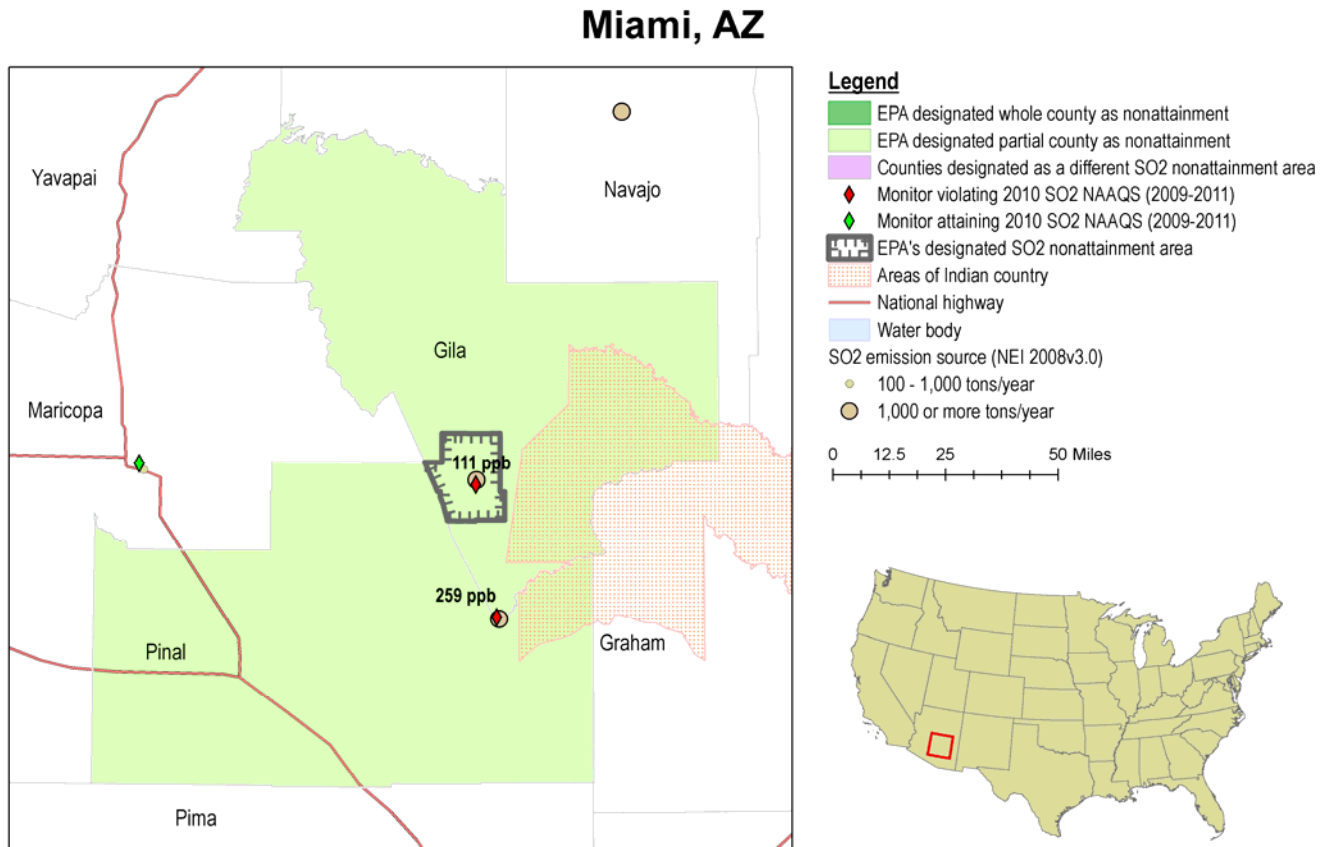 Miami, AZ
Yavapai
Navajo
Gila
Maricopa
111 ppb
259 ppb
Pinal
Graham
Pima
Legend
EPA designated whole county as nonattainment
EPA designated partial county as nonattainment
Counties designated as a different SO2 nonattainment area
Monitor violating 2010 SO2 NAAQS (2009-2011)
Monitor attaining 2010 SO2 NAAQS (2009-2011)
EPA's designated SO2 nonattainment area
Areas of Indian country
National highway
Water body
SO2 emission source (NEI 2008v3.0)
100 - 1,000 tons/year
1,000 or more tons/year
0 12.5 25 50 Miles